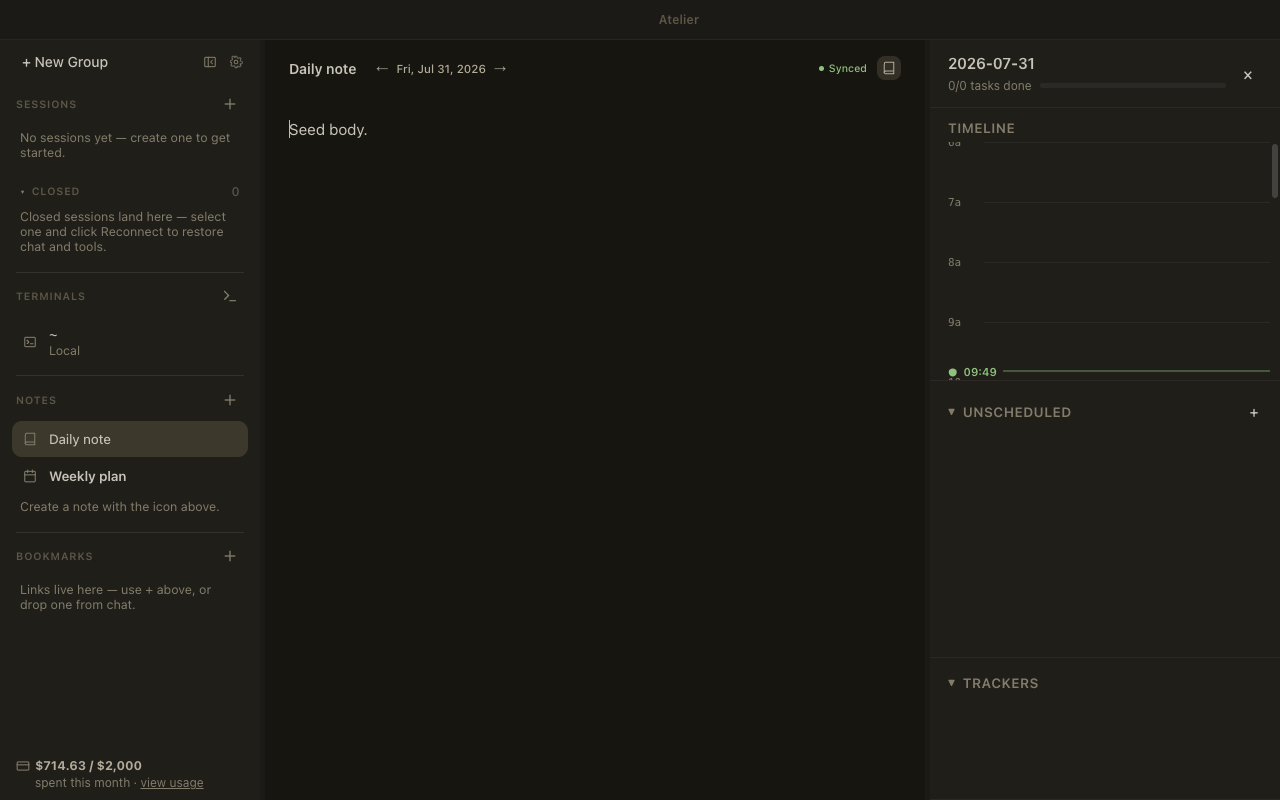 Atelier
+ New Group
SESSIONS
No sessions yet — create one to get
started.
CLOSED 0
Closed sessions land here — select
one and click Reconnect to restore
chat and tools.
TERMINALS
~
Local
NOTES
Daily note
Weekly plan
Create a note with the icon above.
BOOKMARKS
Links live here — use + above, or
drop one from chat.
$714.63 / $2,000
spent this month · view usage
Daily note ← Fri, Jul 31, 2026 →
Synced
Seed body.
2026-07-31
0/0 tasks done
TIMELINE
6a
7a
8a
9a
09:49
UNSCHEDULED +
TRACKERS